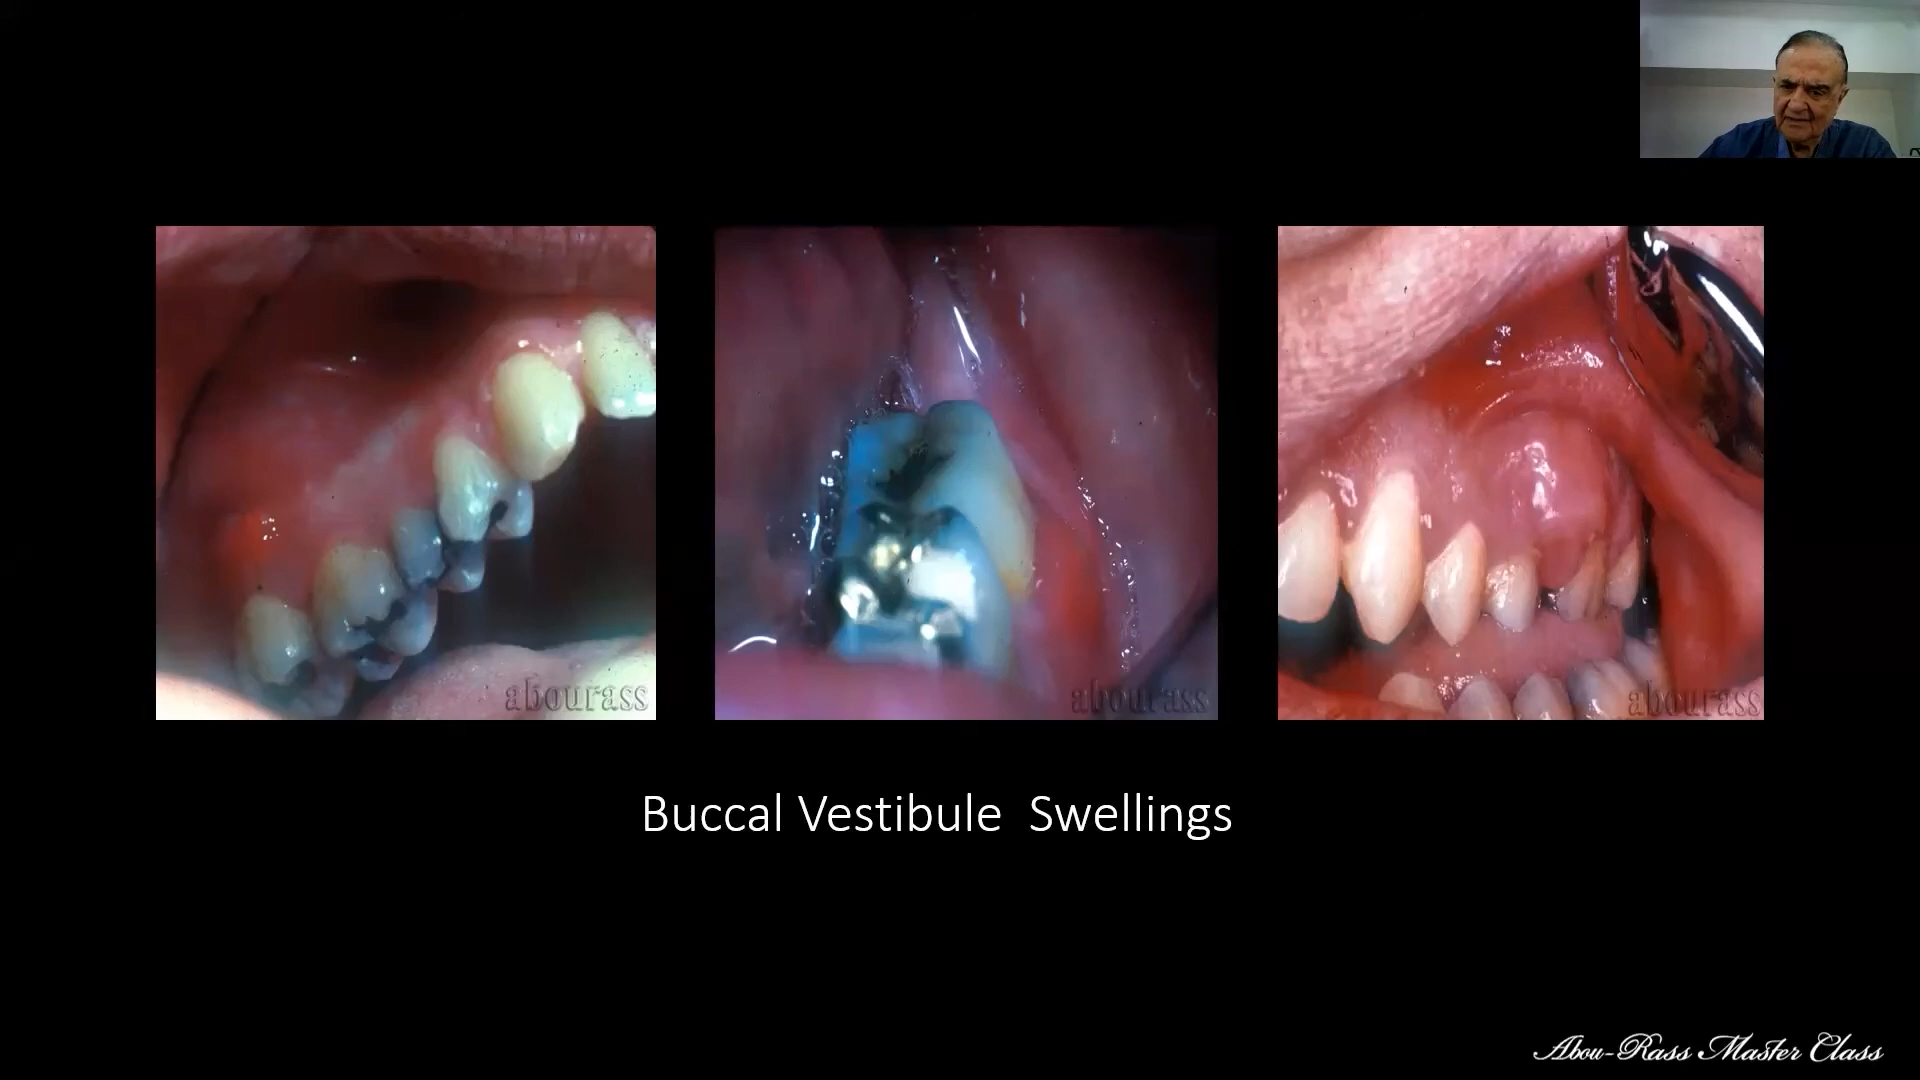 abourass
abourass
abourass
Buccal Vestibule Swellings
Abou-Rass Master Class